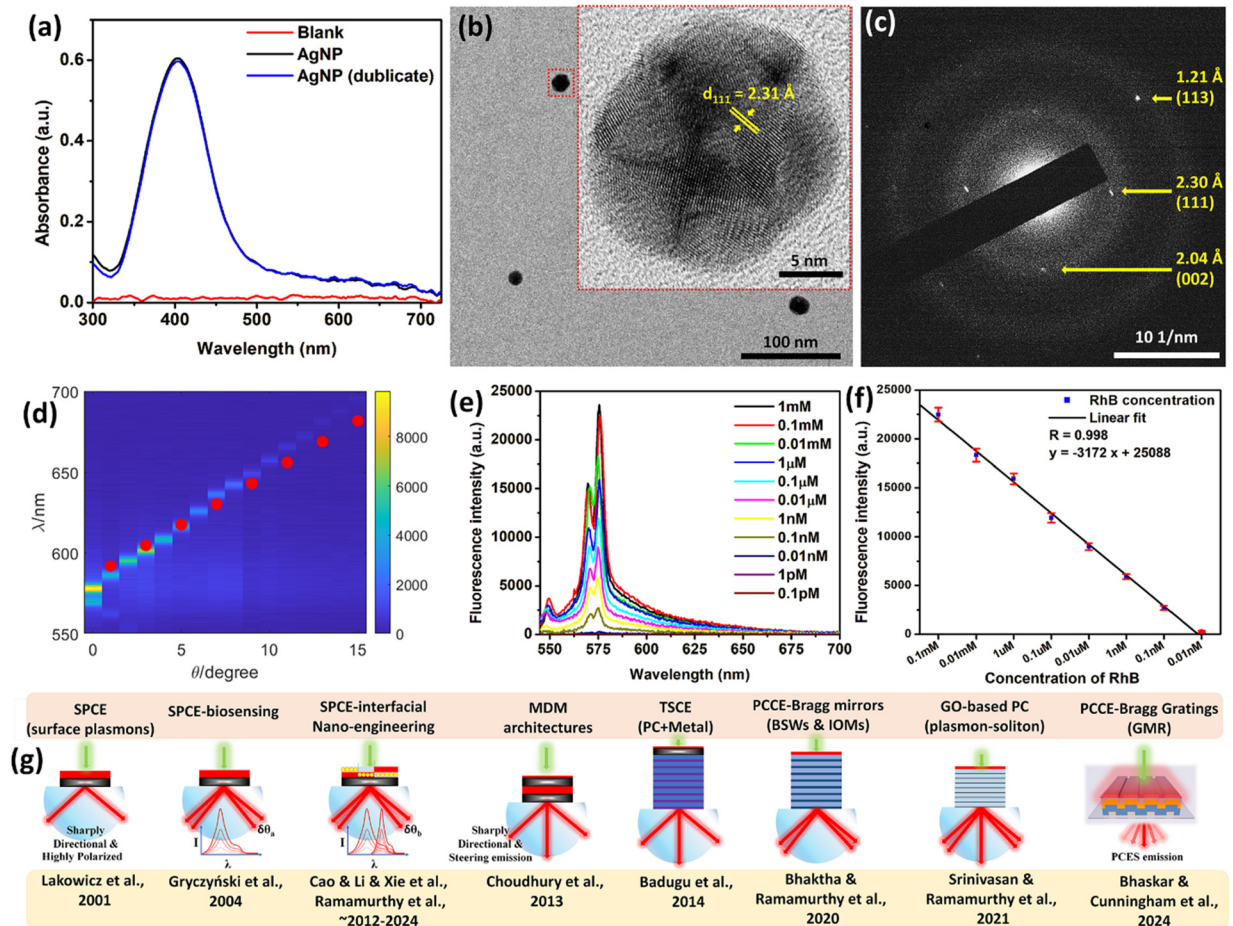 (a)
Blank
AgNP
AgNP (dublicate)
Absorbance (a.u.)
0.6
0.4
0.2
0.0
300
400
500
600
700
Wavelength (nm)
(b)
d111 = 2.31 Å
5 nm
100 nm
(c)
1.21 Å
(113)
2.30 Å
(111)
2.04 Å
(002)
10 1/nm
(d)
λ/nm
700
650
600
550
0
5
10
15
θ/degree
8000
6000
4000
2000
0
(e)
Fluorescence intensity (a.u.)
25000
20000
15000
10000
5000
0
550
575
600
625
650
675
700
Wavelength (nm)
1mM
0.1mM
0.01mM
1μM
0.1μM
0.01μM
1nM
0.1nM
0.01nM
1pM
0.1pM
(f)
Fluorescence intensity (a.u.)
25000
20000
15000
10000
5000
0
RhB concentration
Linear fit
R = 0.998
y = -3172 x + 25088
0.1mM
0.01mM
1uM
0.1uM
0.01uM
1nM
0.1nM
0.01nM
Concentration of RhB
(g)
SPCE
(surface plasmons)
Sharply
Directional &
Highly Polarized
Lakowicz et al.,
2001
SPCE-biosensing
δθa
I
λ
Gryczyński et al.,
2004
SPCE-interfacial
Nano-engineering
δθb
I
λ
Cao & Li & Xie et al.,
Ramamurthy et al.,
~2012-2024
MDM
architectures
Sharply
Directional &
Steering emission
Choudhury et al.,
2013
TSCE
(PC+Metal)
Badugu et al.,
2014
PCCE-Bragg mirrors
(BSWs & IOMs)
Bhaktha &
Ramamurthy et al.,
2020
GO-based PC
(plasmon-soliton)
Srinivasan &
Ramamurthy et al.,
2021
PCCE-Bragg Gratings
(GMR)
PCES emission
Bhaskar &
Cunningham et al.,
2024